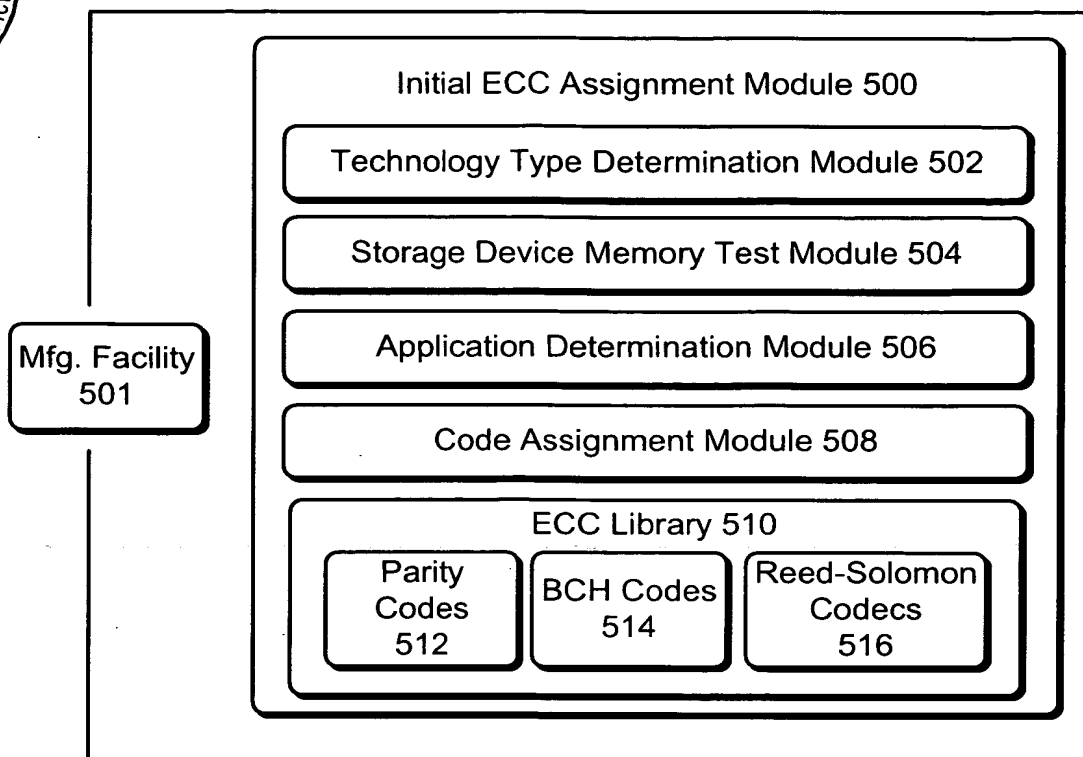 Initial ECC Assignment Module 500
Technology Type Determination Module 502
Storage Device Memory Test Module 504
Mfg. Facility
501
Application Determination Module 506
Code Assignment Module 508
ECC Library 510
Parity
Codes
512
BCH Codes
514
Reed-Solomon
Codecs
516